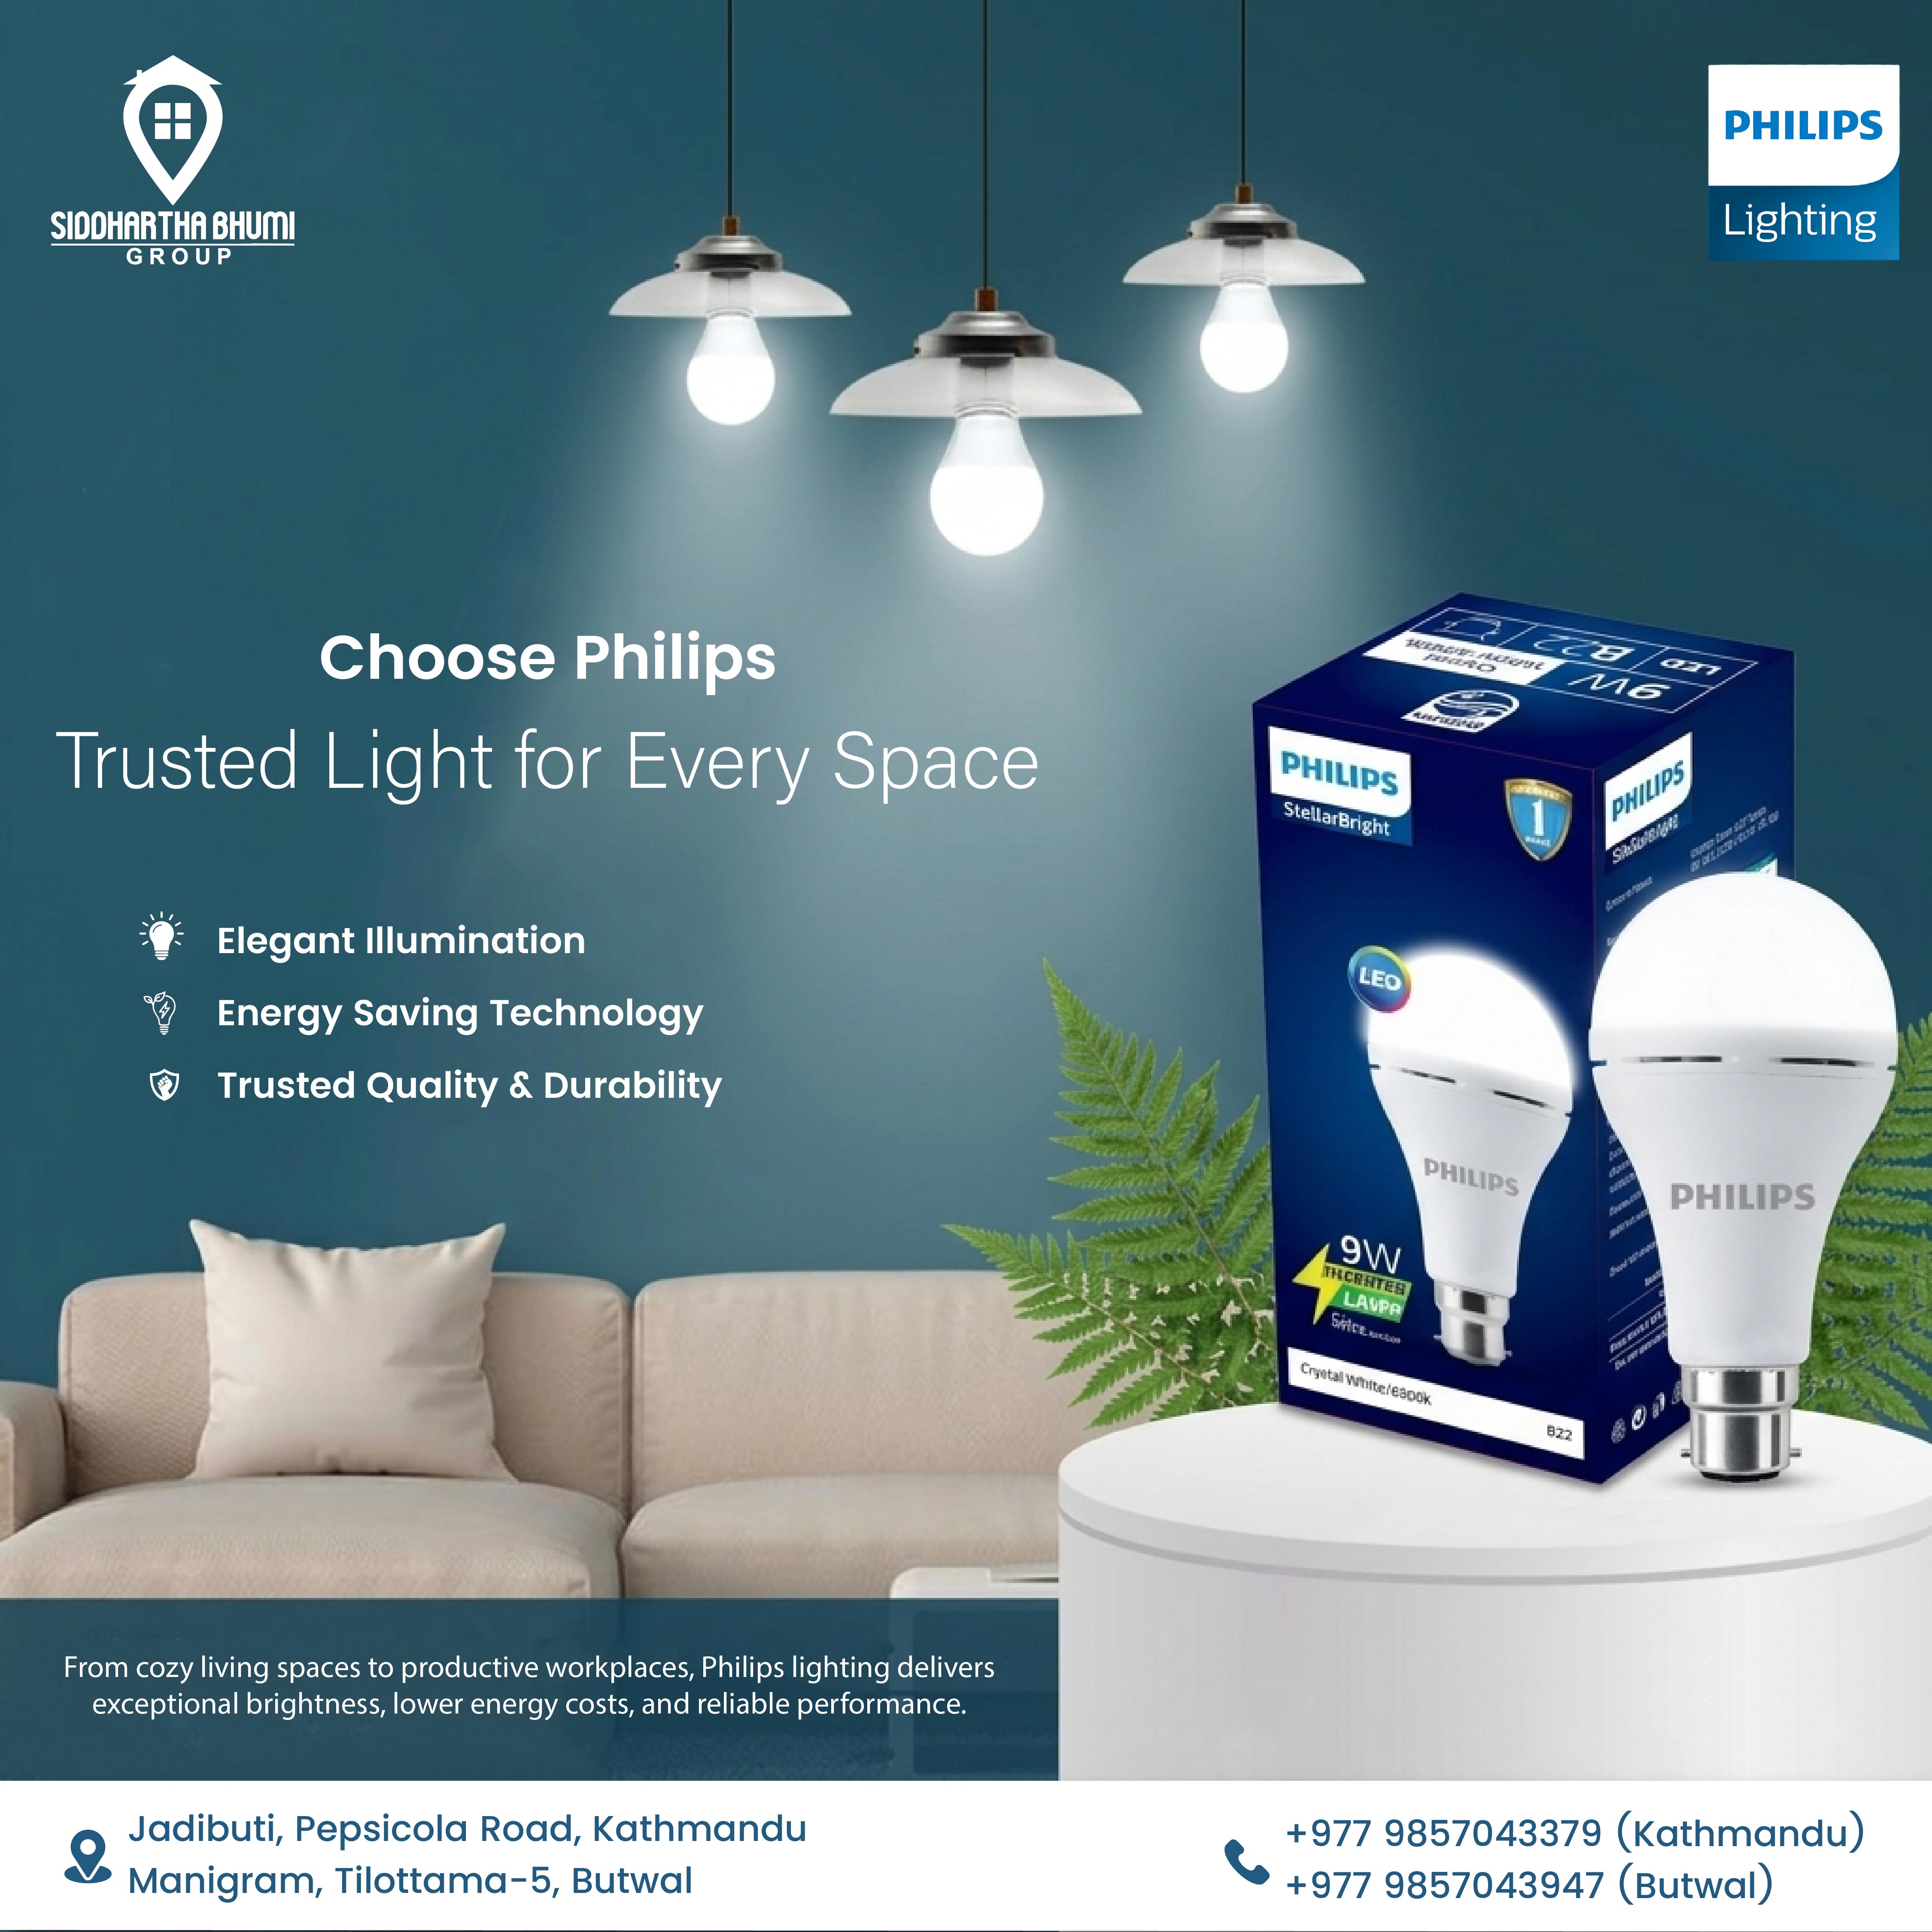 SIDDHARTHA BHUMI
GROUP
PHILIPS
Lighting
Choose Philips
Trusted Light for Every Space
Elegant Illumination
Energy Saving Technology
Trusted Quality & Durability
9W
B22
LED
PHILIPS
StellarBright
1
PHILIPS
LEO
PHILIPS
PHILIPS
9W
LAMPA
Crystal White/6300K
B22
From cozy living spaces to productive workplaces, Philips lighting delivers
exceptional brightness, lower energy costs, and reliable performance.
Jadibuti, Pepsicola Road, Kathmandu
Manigram, Tilottama-5, Butwal
+977 9857043379 (Kathmandu)
+977 9857043947 (Butwal)